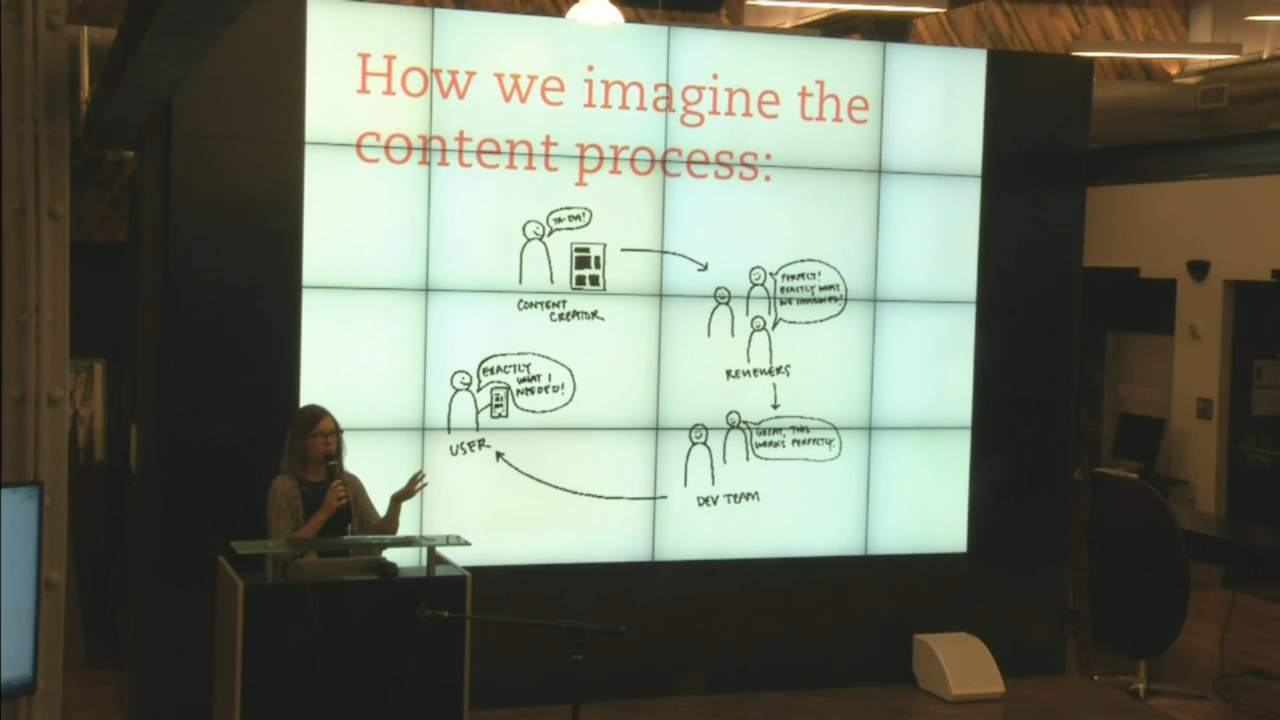 How we imagine the
content process:
TA-DA!
CONTENT
CREATOR
PERFECT!
EXACTLY WHAT
WE IMAGINED!
REVIEWERS
GREAT, THIS
WORKS PERFECTLY.
DEV TEAM
EXACTLY
WHAT I
NEEDED!
USER